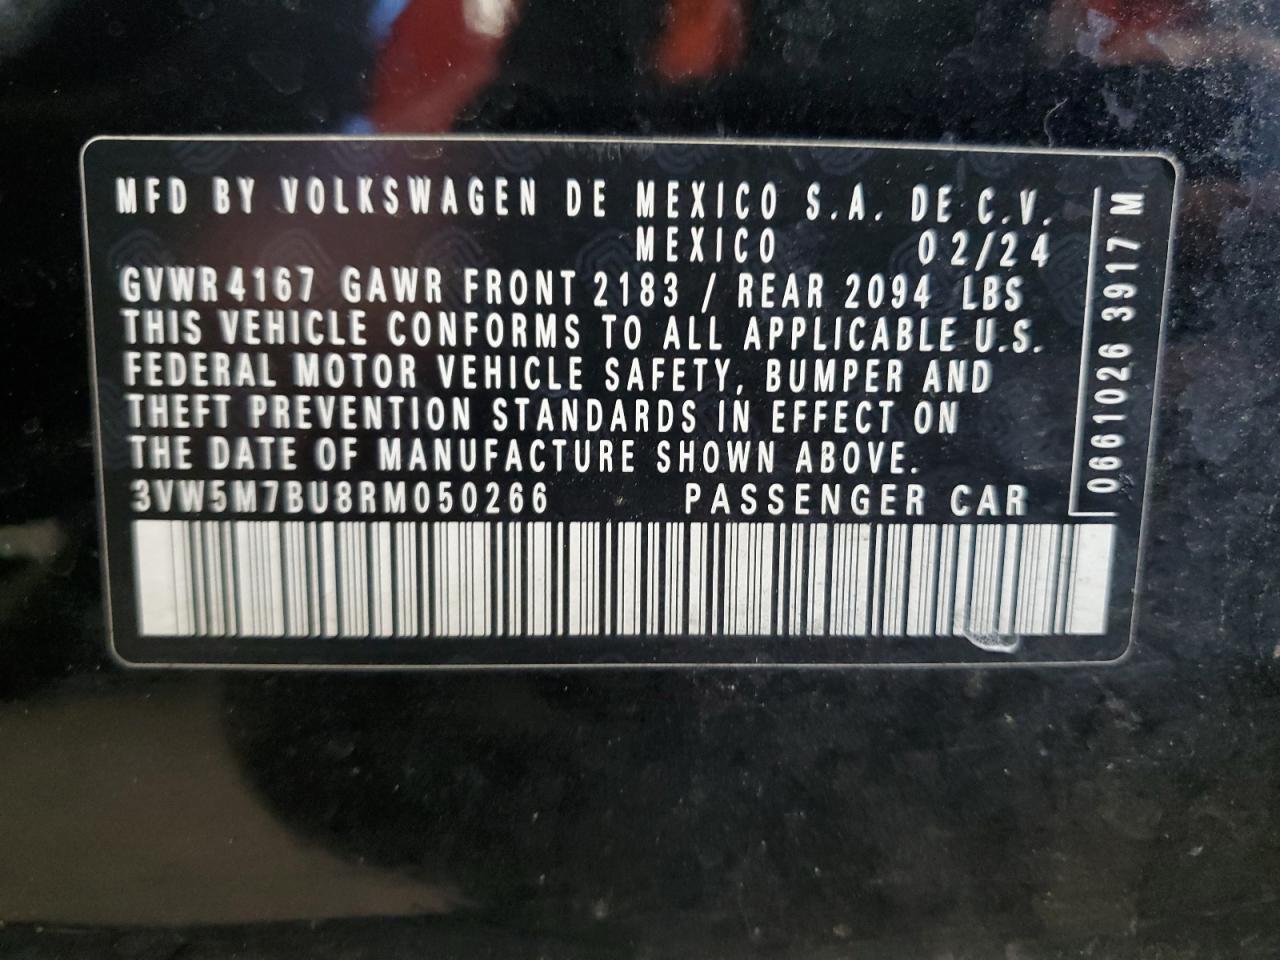 MFD BY VOLKSWAGEN DE MEXICO S.A. DE C.V.
MEXICO 02/24
GVWR 4167 GAWR FRONT 2183 / REAR 2094 LBS
THIS VEHICLE CONFORMS TO ALL APPLICABLE U.S.
FEDERAL MOTOR VEHICLE SAFETY, BUMPER AND
THEFT PREVENTION STANDARDS IN EFFECT ON
THE DATE OF MANUFACTURE SHOWN ABOVE.
3VW5M7BU8RM050266 PASSENGER CAR
0661026 3917 M